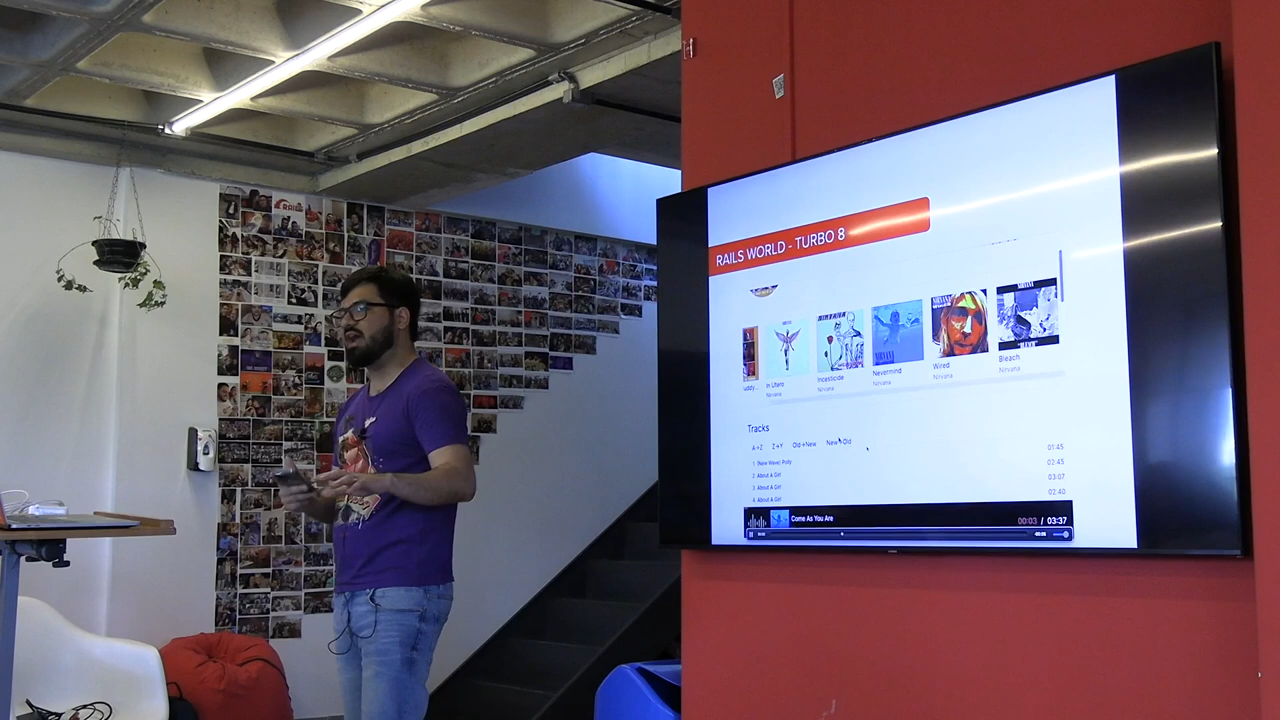 RAILS WORLD - TURBO 8
NIRVANA
In Utero
Nirvana
Incesticide
Nirvana
Nevermind
Nirvana
Wired
Nirvana
Bleach
Nirvana
Tracks
A->Z Z->Y Old->New New->Old
1 (New Wave) Polly 01:45
2 About A Girl 02:45
3 About A Girl 03:07
4 About A Girl 02:40
Come As You Are
00:03 / 03:37